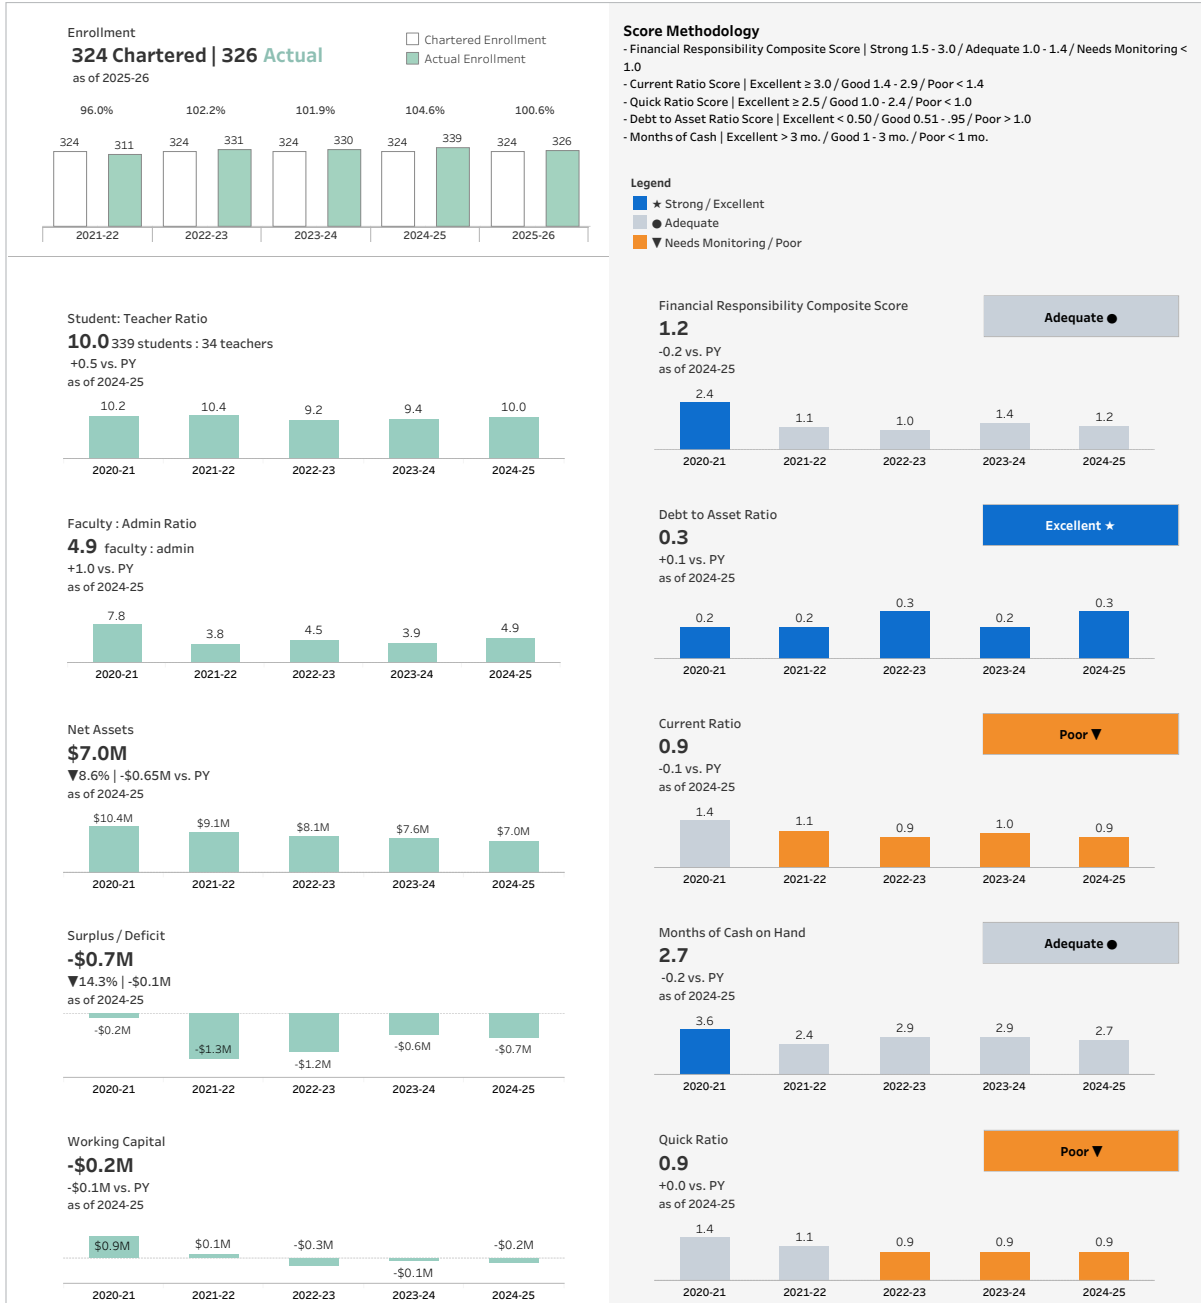 Enrollment
324 Chartered | 326 Actual
as of 2025-26
Chartered Enrollment
Actual Enrollment
96.0% 102.2% 101.9% 104.6% 100.6%
324 311 324 331 324 330 324 339 324 326
2021-22 2022-23 2023-24 2024-25 2025-26
Student: Teacher Ratio
10.0 339 students : 34 teachers
+0.5 vs. PY
as of 2024-25
10.2 10.4 9.2 9.4 10.0
2020-21 2021-22 2022-23 2023-24 2024-25
Faculty : Admin Ratio
4.9 faculty : admin
+1.0 vs. PY
as of 2024-25
7.8 3.8 4.5 3.9 4.9
2020-21 2021-22 2022-23 2023-24 2024-25
Net Assets
$7.0M
▼8.6% | -$0.65M vs. PY
as of 2024-25
$10.4M $9.1M $8.1M $7.6M $7.0M
2020-21 2021-22 2022-23 2023-24 2024-25
Surplus / Deficit
-$0.7M
▼14.3% | -$0.1M
as of 2024-25
-$0.2M -$1.3M -$1.2M -$0.6M -$0.7M
2020-21 2021-22 2022-23 2023-24 2024-25
Working Capital
-$0.2M
-$0.1M vs. PY
as of 2024-25
$0.9M $0.1M -$0.3M -$0.1M -$0.2M
2020-21 2021-22 2022-23 2023-24 2024-25
Score Methodology
- Financial Responsibility Composite Score | Strong 1.5 - 3.0 / Adequate 1.0 - 1.4 / Needs Monitoring <
1.0
- Current Ratio Score | Excellent ≥ 3.0 / Good 1.4 - 2.9 / Poor < 1.4
- Quick Ratio Score | Excellent ≥ 2.5 / Good 1.0 - 2.4 / Poor < 1.0
- Debt to Asset Ratio Score | Excellent < 0.50 / Good 0.51 - .95 / Poor > 1.0
- Months of Cash | Excellent > 3 mo. / Good 1 - 3 mo. / Poor < 1 mo.
Legend
★ Strong / Excellent
● Adequate
▼ Needs Monitoring / Poor
Financial Responsibility Composite Score
Adequate ●
1.2
-0.2 vs. PY
as of 2024-25
2.4 1.1 1.0 1.4 1.2
2020-21 2021-22 2022-23 2023-24 2024-25
Debt to Asset Ratio
Excellent ★
0.3
+0.1 vs. PY
as of 2024-25
0.2 0.2 0.3 0.2 0.3
2020-21 2021-22 2022-23 2023-24 2024-25
Current Ratio
Poor ▼
0.9
-0.1 vs. PY
as of 2024-25
1.4 1.1 0.9 1.0 0.9
2020-21 2021-22 2022-23 2023-24 2024-25
Months of Cash on Hand
Adequate ●
2.7
-0.2 vs. PY
as of 2024-25
3.6 2.4 2.9 2.9 2.7
2020-21 2021-22 2022-23 2023-24 2024-25
Quick Ratio
Poor ▼
0.9
+0.0 vs. PY
as of 2024-25
1.4 1.1 0.9 0.9 0.9
2020-21 2021-22 2022-23 2023-24 2024-25